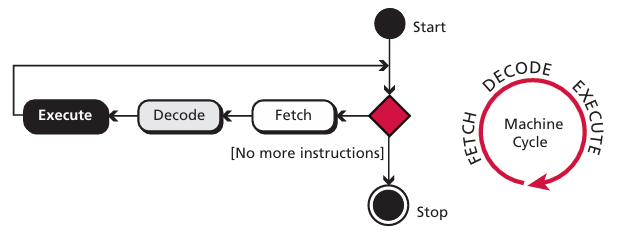 Start
Execute
Decode
Fetch
[No more instructions]
Stop
FETCH DECODE EXECUTE
Machine
Cycle